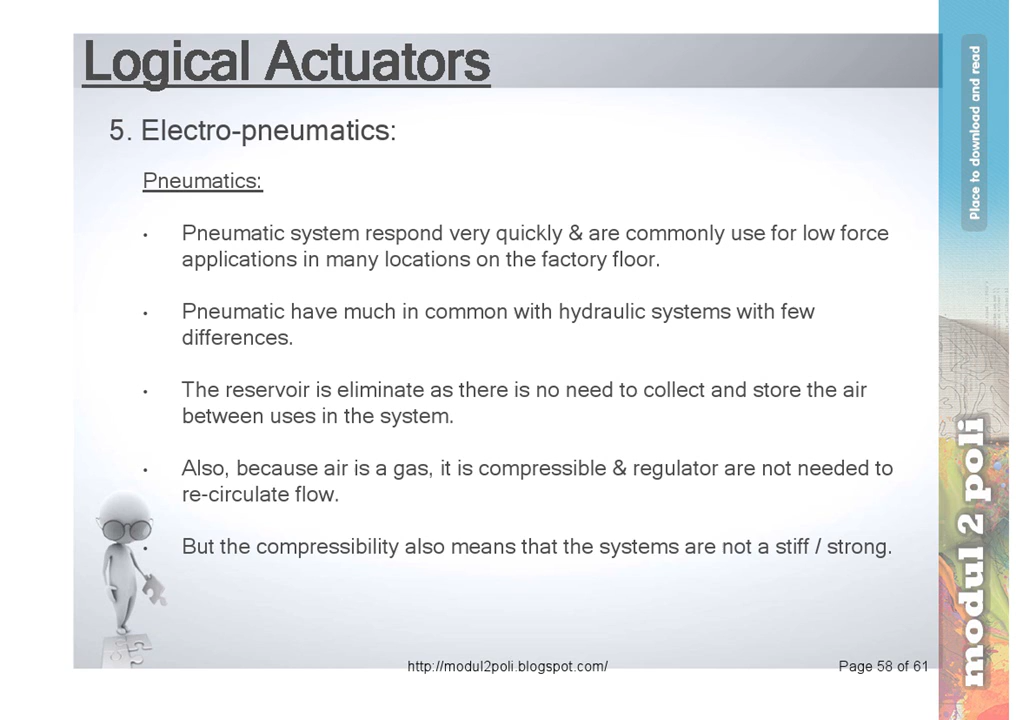 Logical Actuators
5. Electro-pneumatics:
Pneumatics:
• Pneumatic system respond very quickly & are commonly use for low force
applications in many locations on the factory floor.
• Pneumatic have much in common with hydraulic systems with few
differences.
• The reservoir is eliminate as there is no need to collect and store the air
between uses in the system.
• Also, because air is a gas, it is compressible & regulator are not needed to
re-circulate flow.
• But the compressibility also means that the systems are not a stiff / strong.
http://modul2poli.blogspot.com/
Page 58 of 61
Place to download and read
modul 2 poli